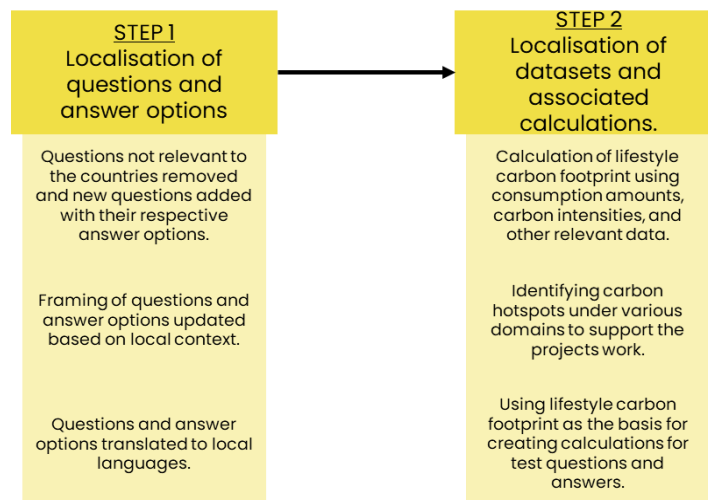 STEP 1
Localisation of
questions and
answer options
Questions not relevant to
the countries removed
and new questions added
with their respective
answer options.
Framing of questions and
answer options updated
based on local context.
Questions and answer
options translated to local
languages.
STEP 2
Localisation of
datasets and
associated
calculations.
Calculation of lifestyle
carbon footprint using
consumption amounts,
carbon intensities, and
other relevant data.
Identifying carbon
hotspots under various
domains to support the
projects work.
Using lifestyle carbon
footprint as the basis for
creating calculations for
test questions and
answers.